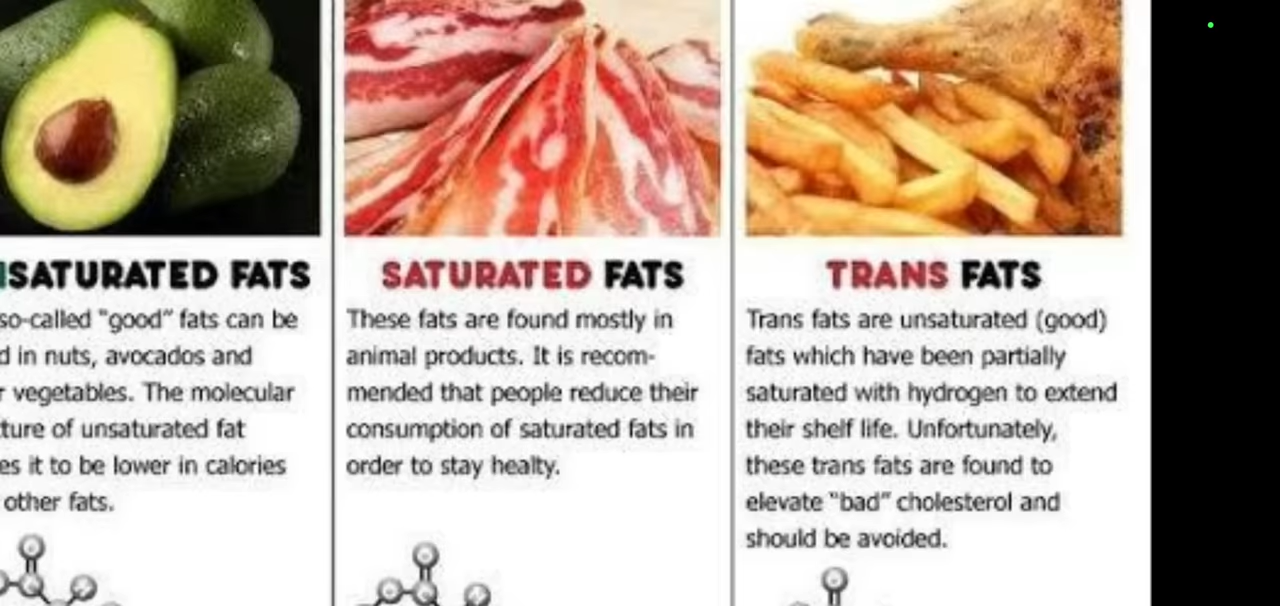 SATURATED FATS
so-called "good" fats can be
in nuts, avocados and
vegetables. The molecular
of unsaturated fat
it to be lower in calories
other fats.
SATURATED FATS
These fats are found mostly in
animal products. It is recom-
mended that people reduce their
consumption of saturated fats in
order to stay healty.
TRANS FATS
Trans fats are unsaturated (good)
fats which have been partially
saturated with hydrogen to extend
their shelf life. Unfortunately,
these trans fats are found to
elevate "bad" cholesterol and
should be avoided.